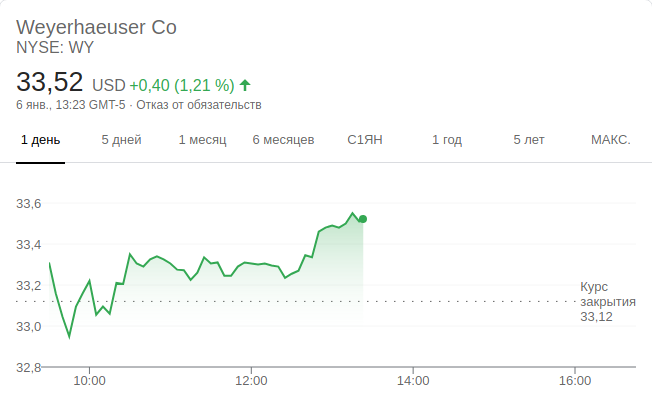 Weyerhaeuser Co
NYSE: WY
33,52 USD +0,40 (1,21 %)
6 янв., 13:23 GMT-5 · Отказ от обязательств
1 день 5 дней 1 месяц 6 месяцев С1ЯН 1 год 5 лет МАКС.
33,6
33,4
33,2
33,0
32,8
Курс
закрытия
33,12
10:00 12:00 14:00 16:00